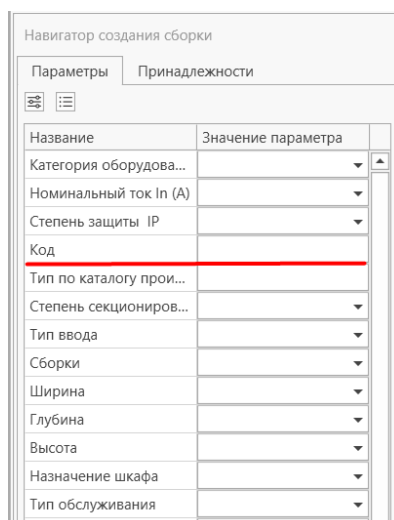 Навигатор создания сборки
Параметры Принадлежности
Название Значение параметра
Категория оборудова...
Номинальный ток In (A)
Степень защиты IP
Код
Тип по каталогу прои...
Степень секциониров...
Тип ввода
Сборки
Ширина
Глубина
Высота
Назначение шкафа
Тип обслуживания